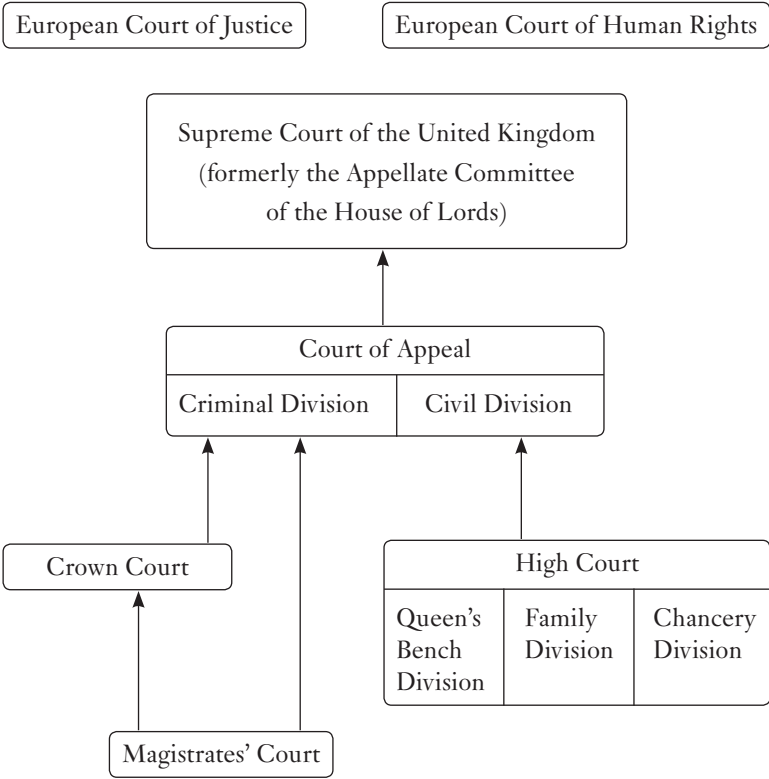 European Court of Justice
European Court of Human Rights
Supreme Court of the United Kingdom
(formerly the Appellate Committee
of the House of Lords)
Court of Appeal
Criminal Division
Civil Division
Crown Court
High Court
Queen’s
Bench
Division
Family
Division
Chancery
Division
Magistrates’ Court